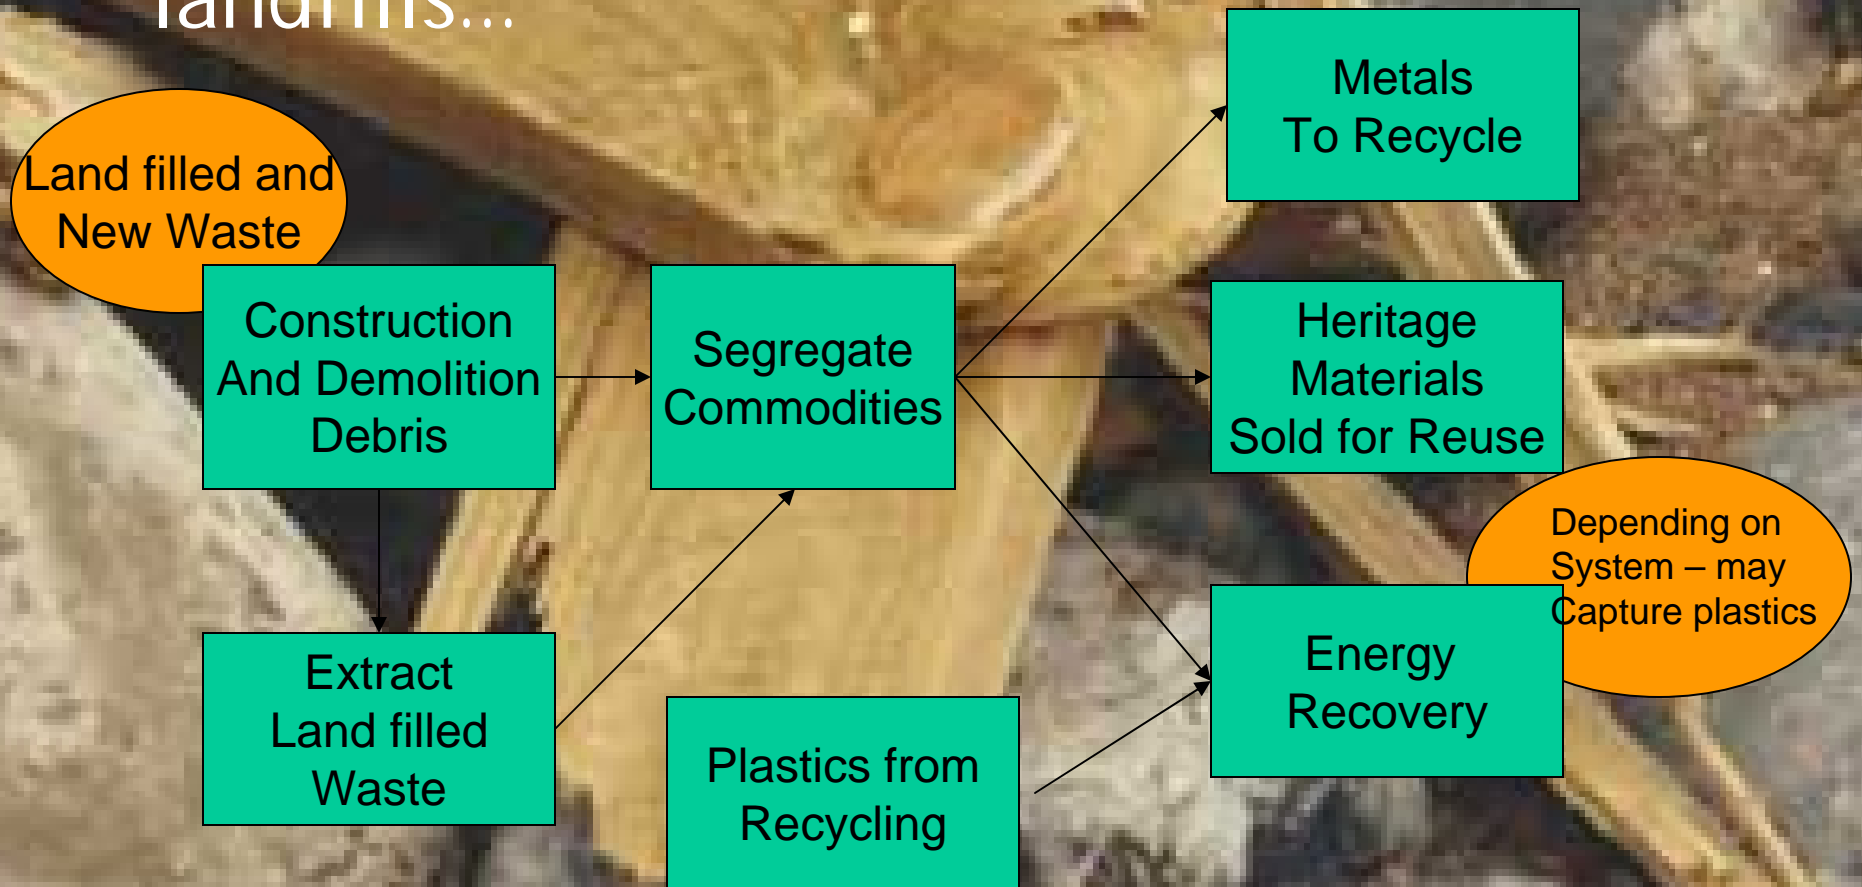 landfills...
Land filled and
New Waste
Construction
And Demolition
Debris
Segregate
Commodities
Extract
Land filled
Waste
Plastics from
Recycling
Metals
To Recycle
Heritage
Materials
Sold for Reuse
Depending on
System – may
Capture plastics
Energy
Recovery